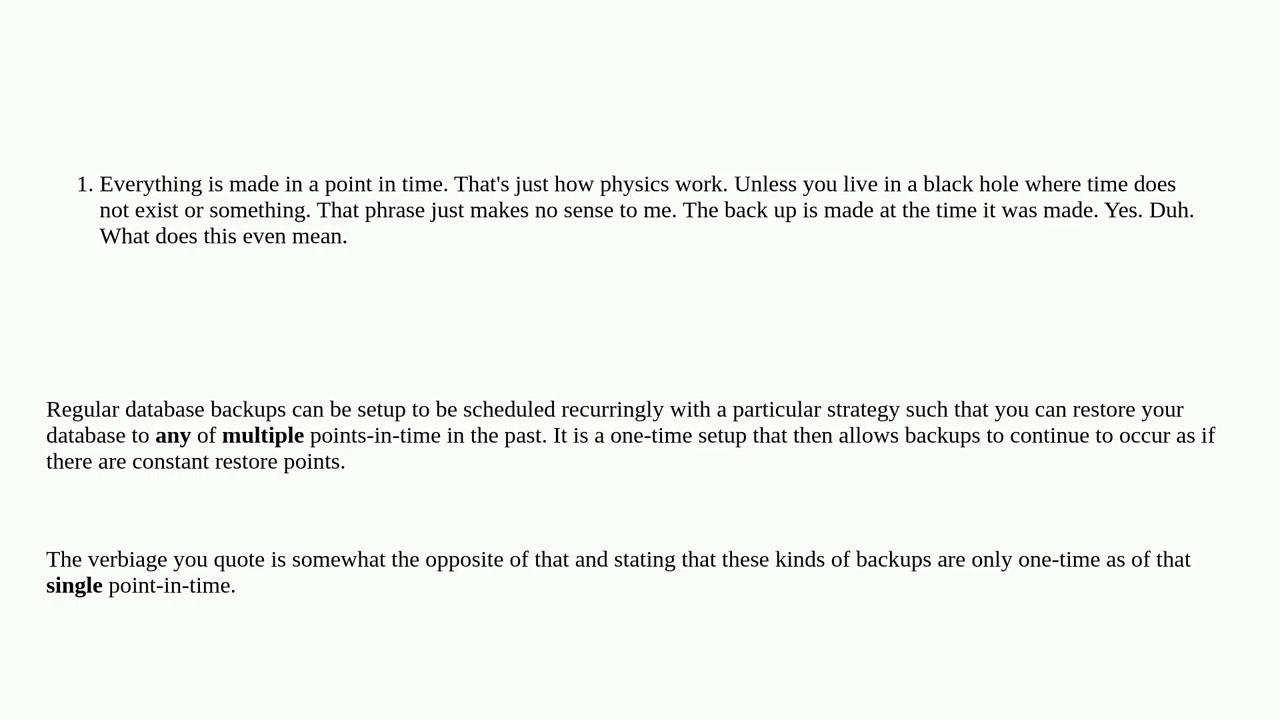 1. Everything is made in a point in time. That's just how physics work. Unless you live in a black hole where time does
not exist or something. That phrase just makes no sense to me. The back up is made at the time it was made. Yes. Duh.
What does this even mean.
Regular database backups can be setup to be scheduled recurringly with a particular strategy such that you can restore your
database to any of multiple points-in-time in the past. It is a one-time setup that then allows backups to continue to occur as if
there are constant restore points.
The verbiage you quote is somewhat the opposite of that and stating that these kinds of backups are only one-time as of that
single point-in-time.